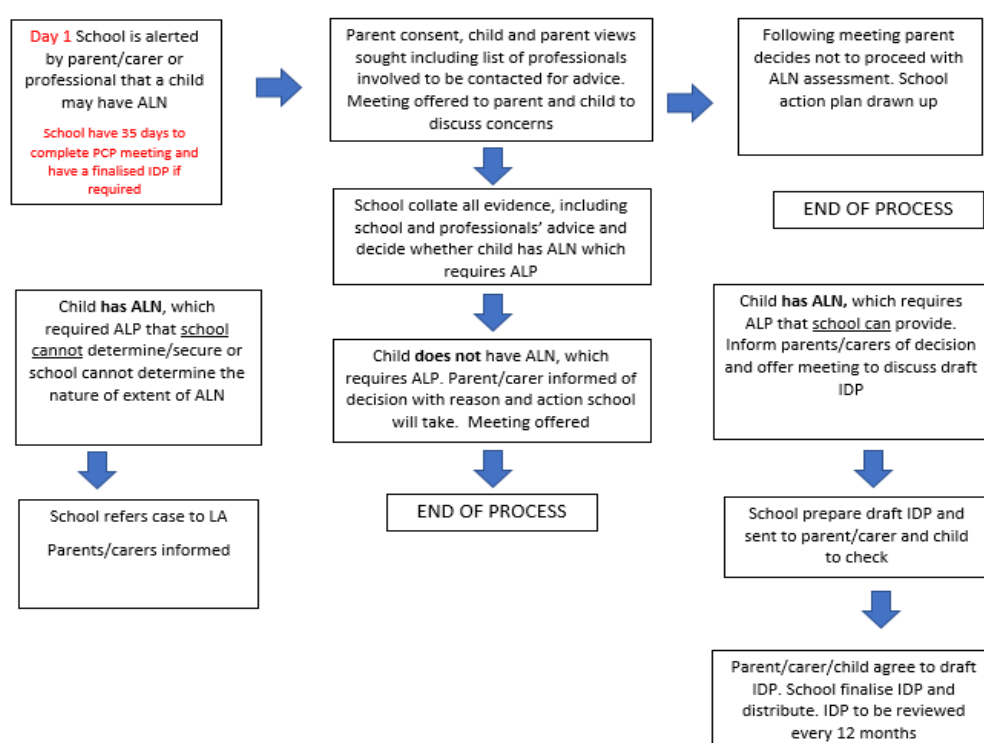 Day 1 School is alerted
by parent/carer or
professional that a child
may have ALN
School have 35 days to
complete PCP meeting and
have a finalised IDP if
required
Parent consent, child and parent views
sought including list of professionals
involved to be contacted for advice.
Meeting offered to parent and child to
discuss concerns
Following meeting parent
decides not to proceed with
ALN assessment. School
action plan drawn up
END OF PROCESS
School collate all evidence, including
school and professionals’ advice and
decide whether child has ALN which
requires ALP
Child has ALN, which
required ALP that school
cannot determine/secure or
school cannot determine the
nature of extent of ALN
Child does not have ALN, which
requires ALP. Parent/carer informed of
decision with reason and action school
will take.  Meeting offered
Child has ALN, which requires
ALP that school can provide.
Inform parents/carers of decision
and offer meeting to discuss draft
IDP
School refers case to LA
Parents/carers informed
END OF PROCESS
School prepare draft IDP and
sent to parent/carer and child
to check
Parent/carer/child agree to draft
IDP. School finalise IDP and
distribute. IDP to be reviewed
every 12 months